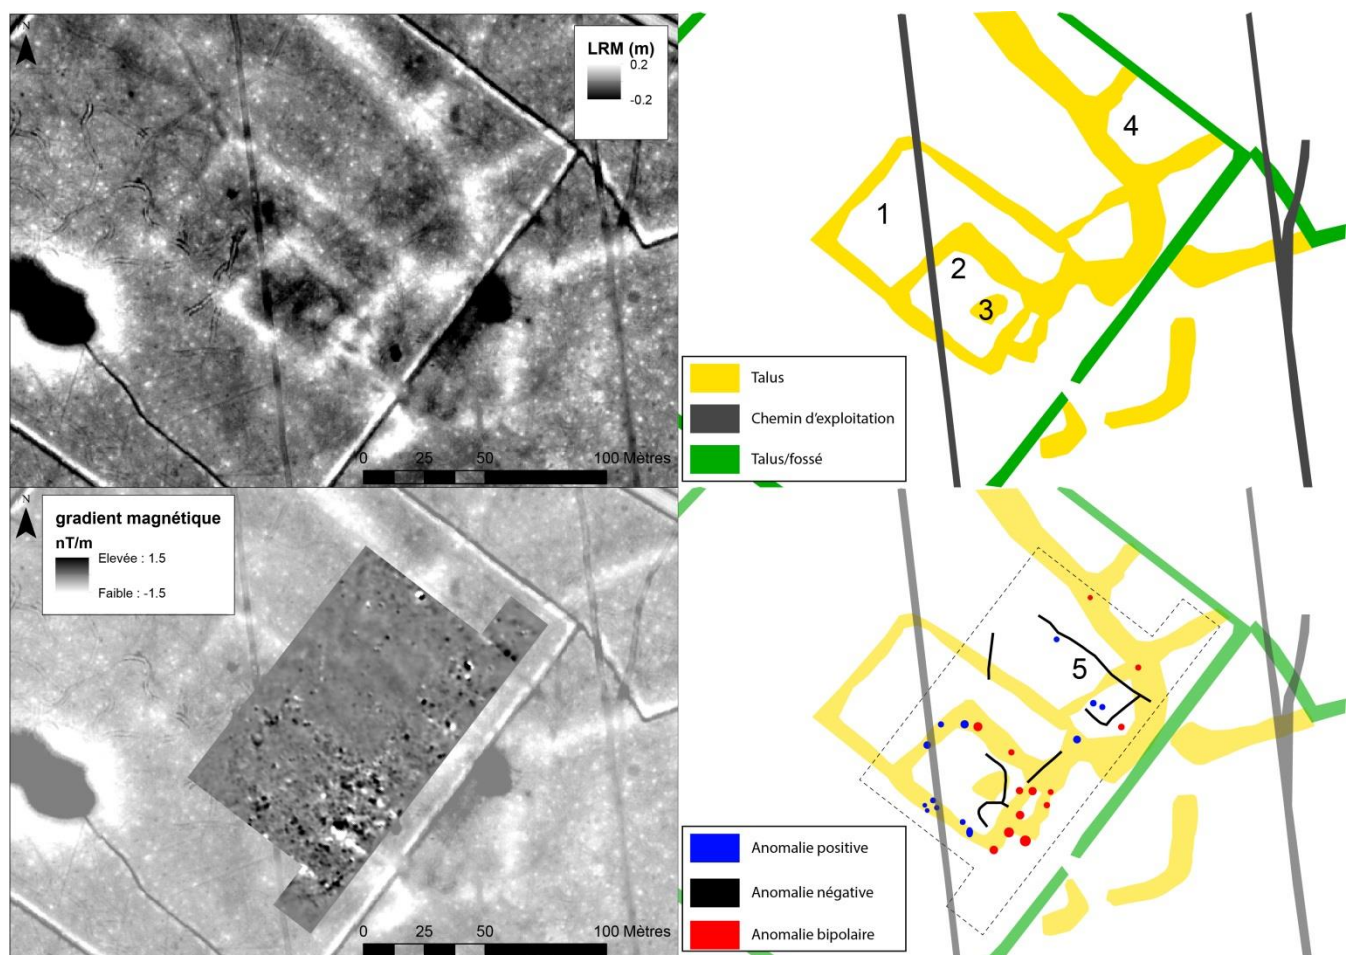 N
LRM (m)
0.2
-0.2
0 25 50 100 Mètres
1
2
3
4
Talus
Chemin d'exploitation
Talus/fossé
N
gradient magnétique
nT/m
Elevée : 1.5
Faible : -1.5
0 25 50 100 Mètres
5
Anomalie positive
Anomalie négative
Anomalie bipolaire